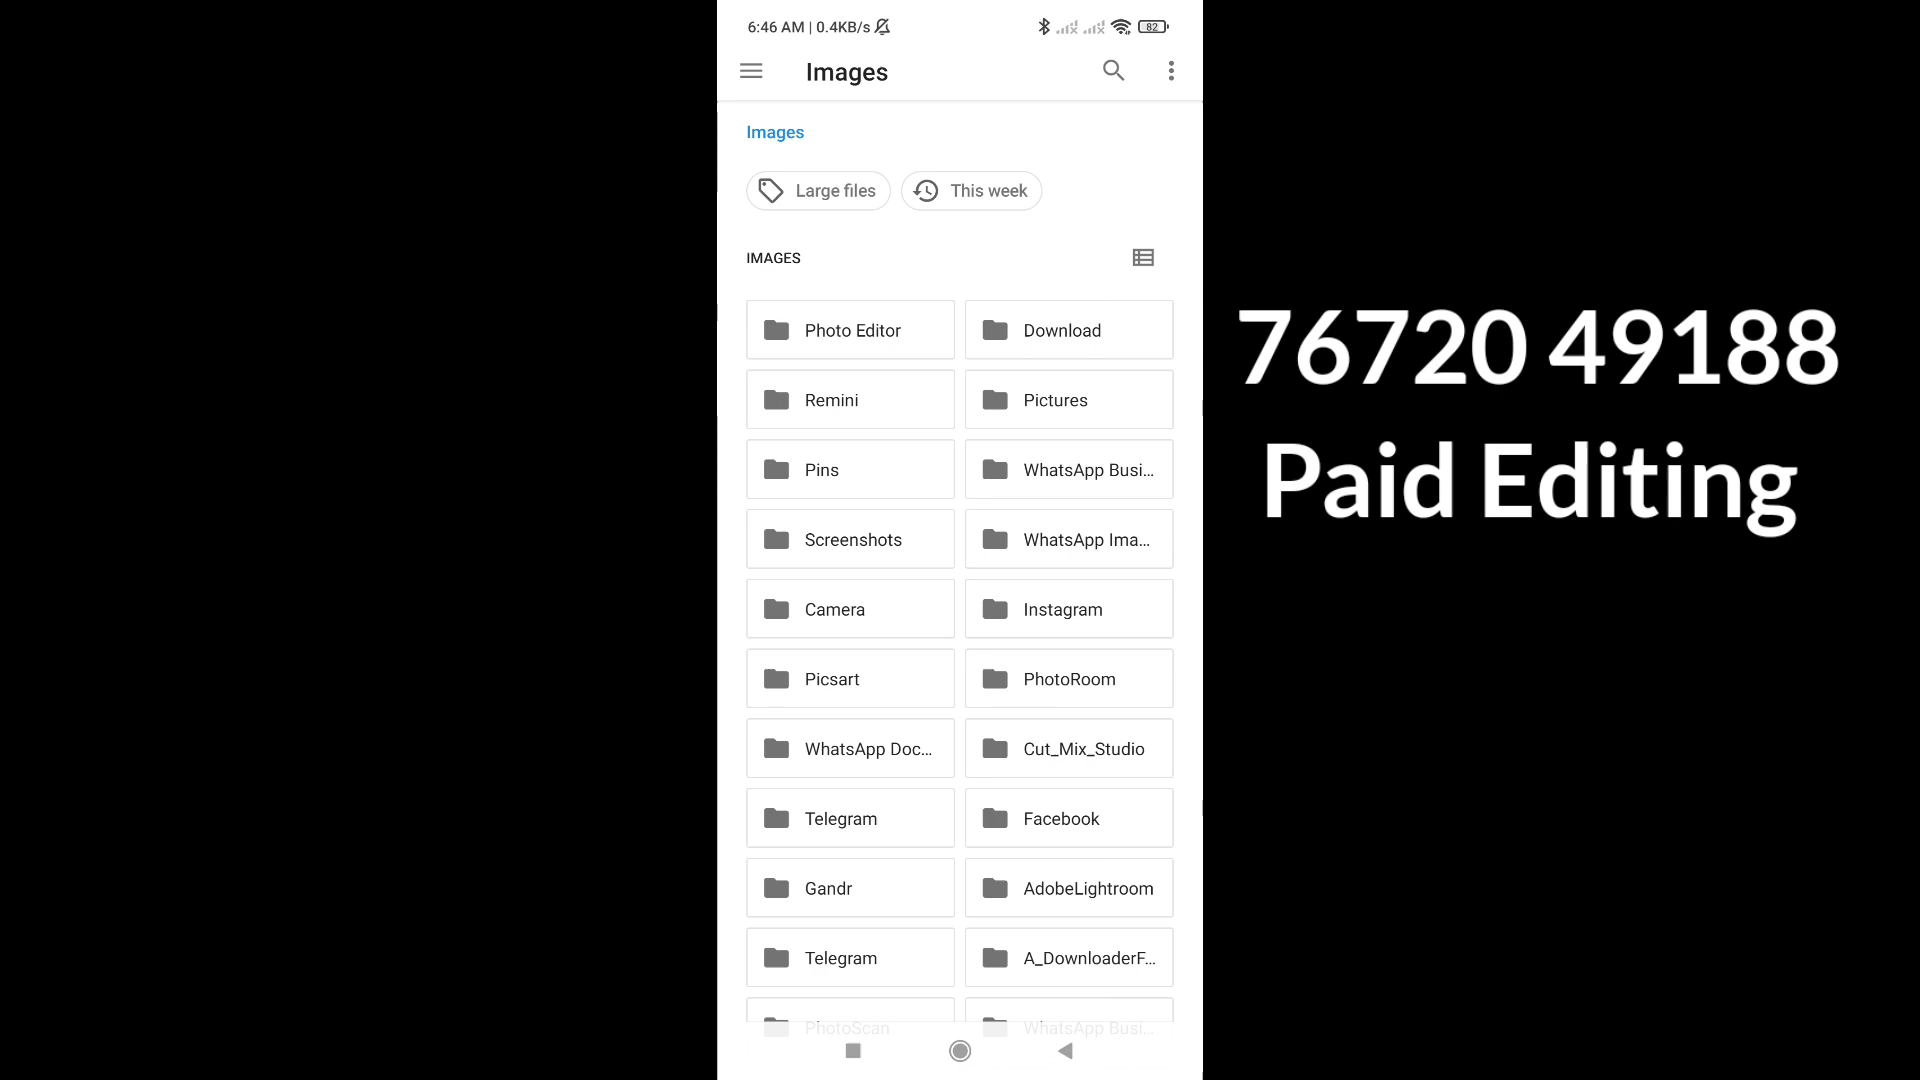 6:46 AM | 0.4KB/s
82
Images
Images
Large files
This week
IMAGES
Photo Editor
Download
Remini
Pictures
Pins
WhatsApp Busi...
Screenshots
WhatsApp Ima...
Camera
Instagram
Picsart
PhotoRoom
WhatsApp Doc...
Cut_Mix_Studio
Telegram
Facebook
Gandr
AdobeLightroom
Telegram
A_DownloaderF...
PhotoScan
WhatsApp Busi...
76720 49188
Paid Editing